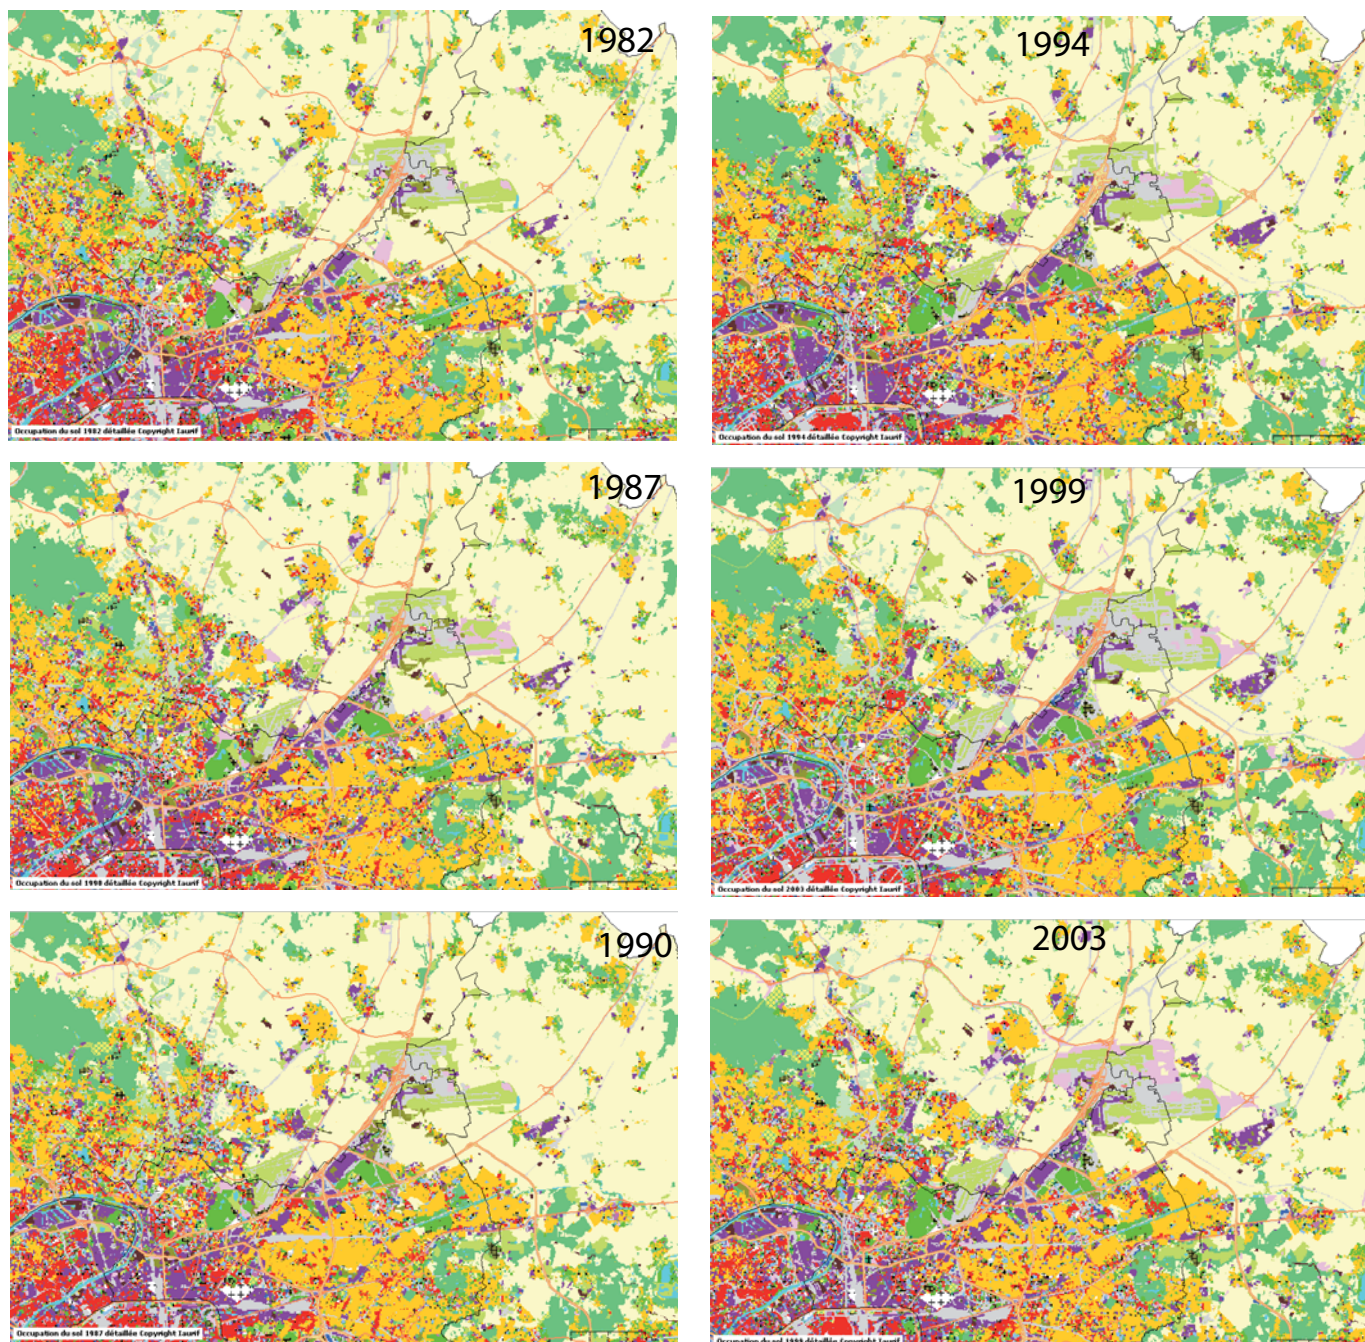 1982
Occupation du sol 1982 détaillée Copyright Iaurif
1994
Occupation du sol 1994 détaillée Copyright Iaurif
1987
Occupation du sol 1990 détaillée Copyright Iaurif
1999
Occupation du sol 2003 détaillée Copyright Iaurif
1990
Occupation du sol 1987 détaillée Copyright Iaurif
2003
Occupation du sol 1999 détaillée Copyright Iaurif